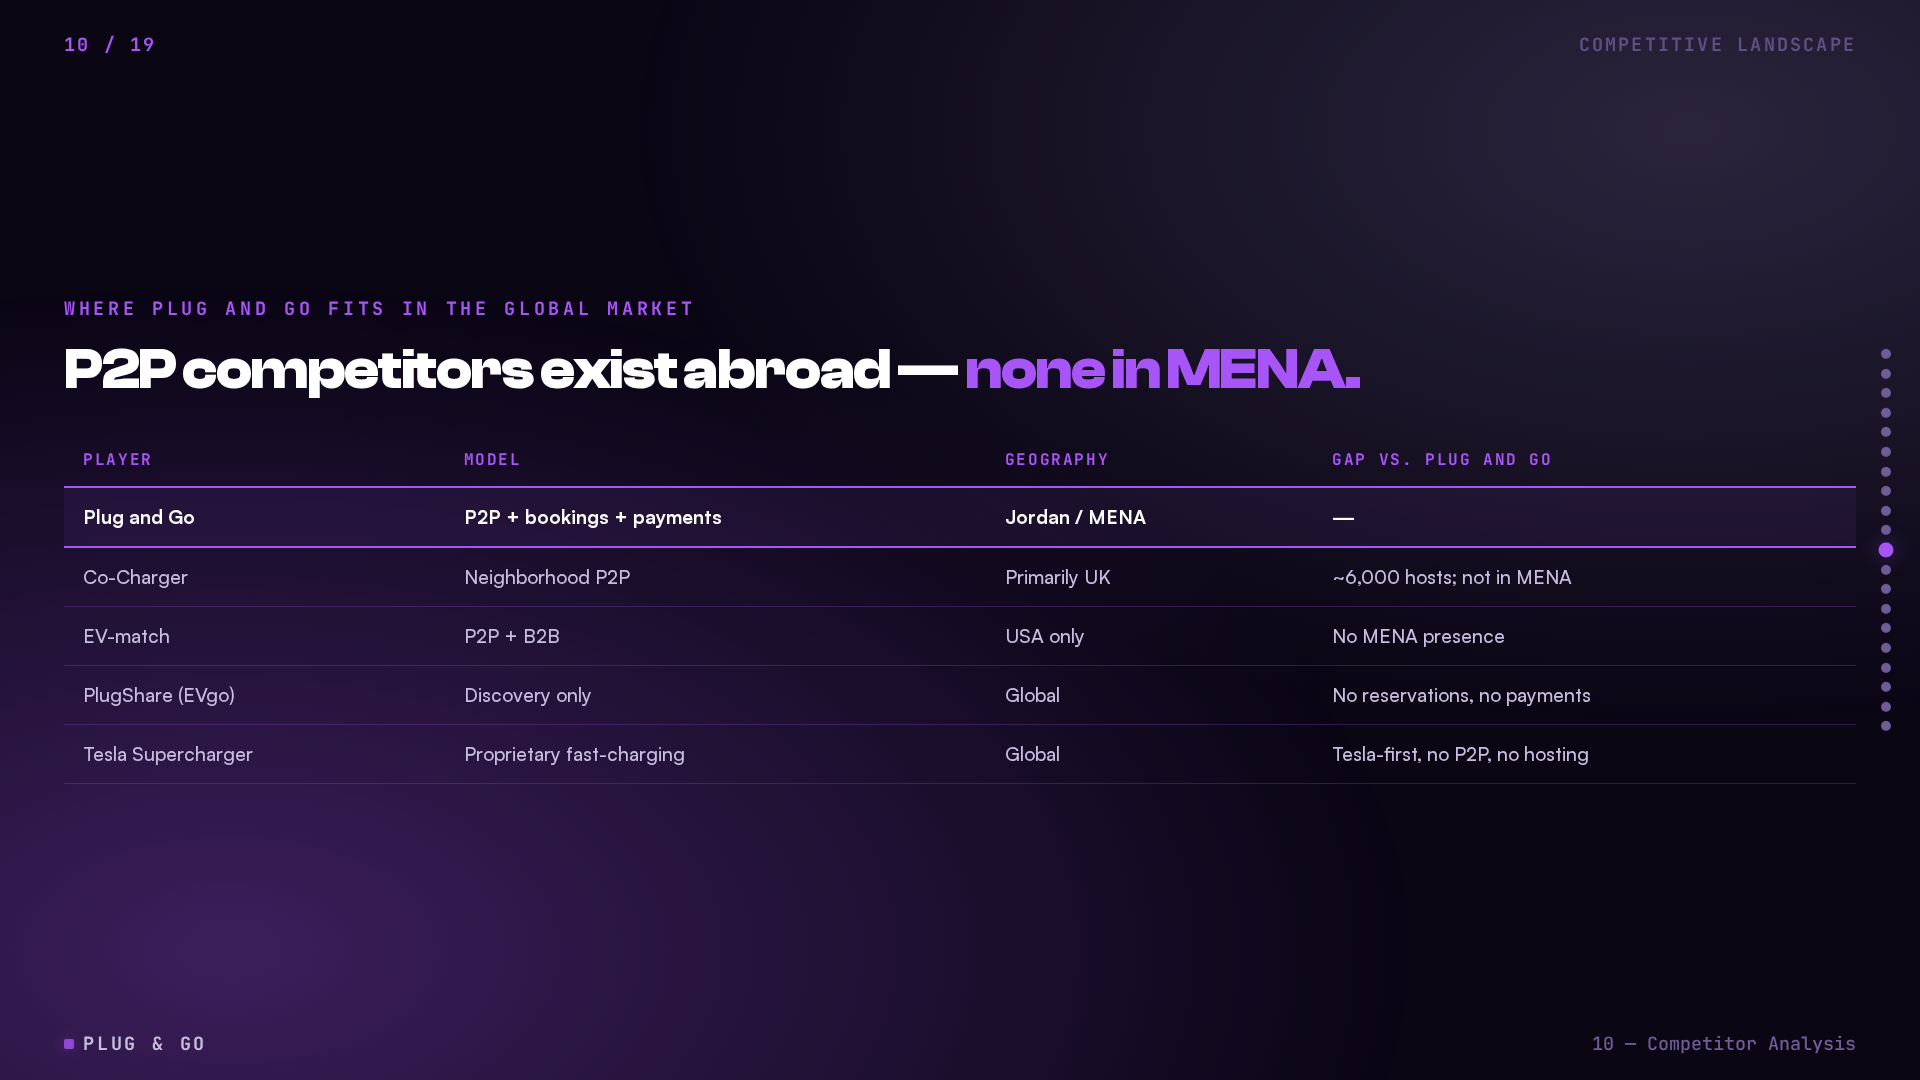 10 / 19
COMPETITIVE LANDSCAPE
WHERE PLUG AND GO FITS IN THE GLOBAL MARKET
P2P competitors exist abroad — none in MENA.
PLAYER MODEL GEOGRAPHY GAP VS. PLUG AND GO
Plug and Go P2P + bookings + payments Jordan / MENA —
Co-Charger Neighborhood P2P Primarily UK ~6,000 hosts; not in MENA
EV-match P2P + B2B USA only No MENA presence
PlugShare (EVgo) Discovery only Global No reservations, no payments
Tesla Supercharger Proprietary fast-charging Global Tesla-first, no P2P, no hosting
PLUG & GO
10 — Competitor Analysis